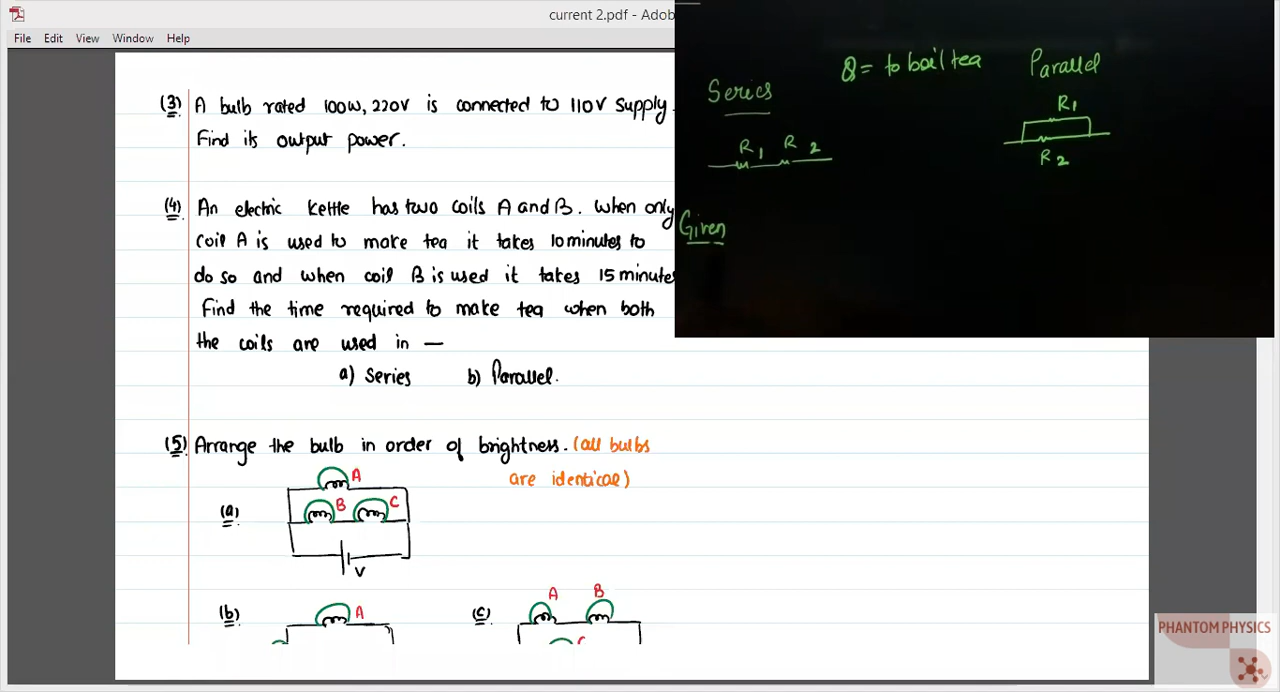 current 2.pdf - Adob
File Edit View Window Help
(3) A bulb rated 100W, 220V is connected to 110V supply.
Find its output power.
(4) An electric kettle has two coils A and B. When only
coil A is used to make tea it takes 10 minutes to
do so and when coil B is used it takes 15 minutes
Find the time required to make tea when both
the coils are used in —
a) Series b) Parallel.
(5) Arrange the bulb in order of brightness. (all bulbs
are identical)
(a)
A
B C
V
(b)
A
(c)
A B
C
Q = to boil tea
Series
R1 R2
Parallel
R1
R2
Given
PHANTOM PHYSICS